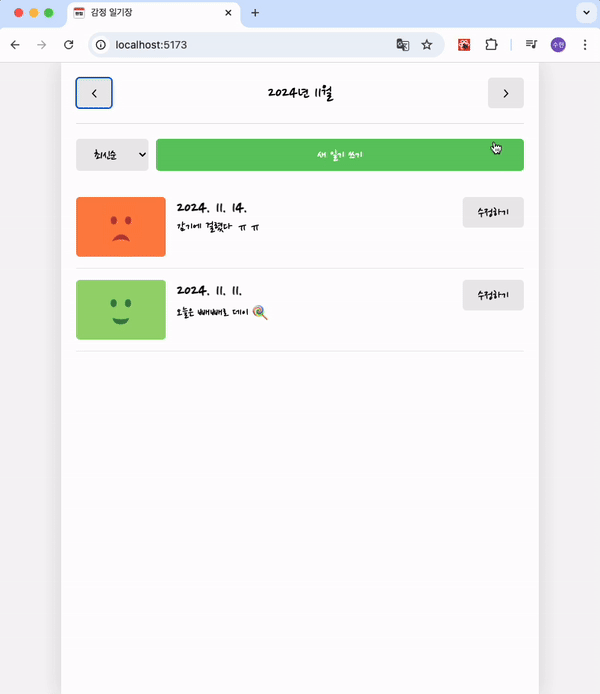 감정 일기장
localhost:5173
수현
2024년 11월
최신순
새 일기 쓰기
2024. 11. 14.
감기에 걸렸다 ㅠ ㅠ
수정하기
2024. 11. 11.
오늘은 빼빼로 데이 🍭
수정하기